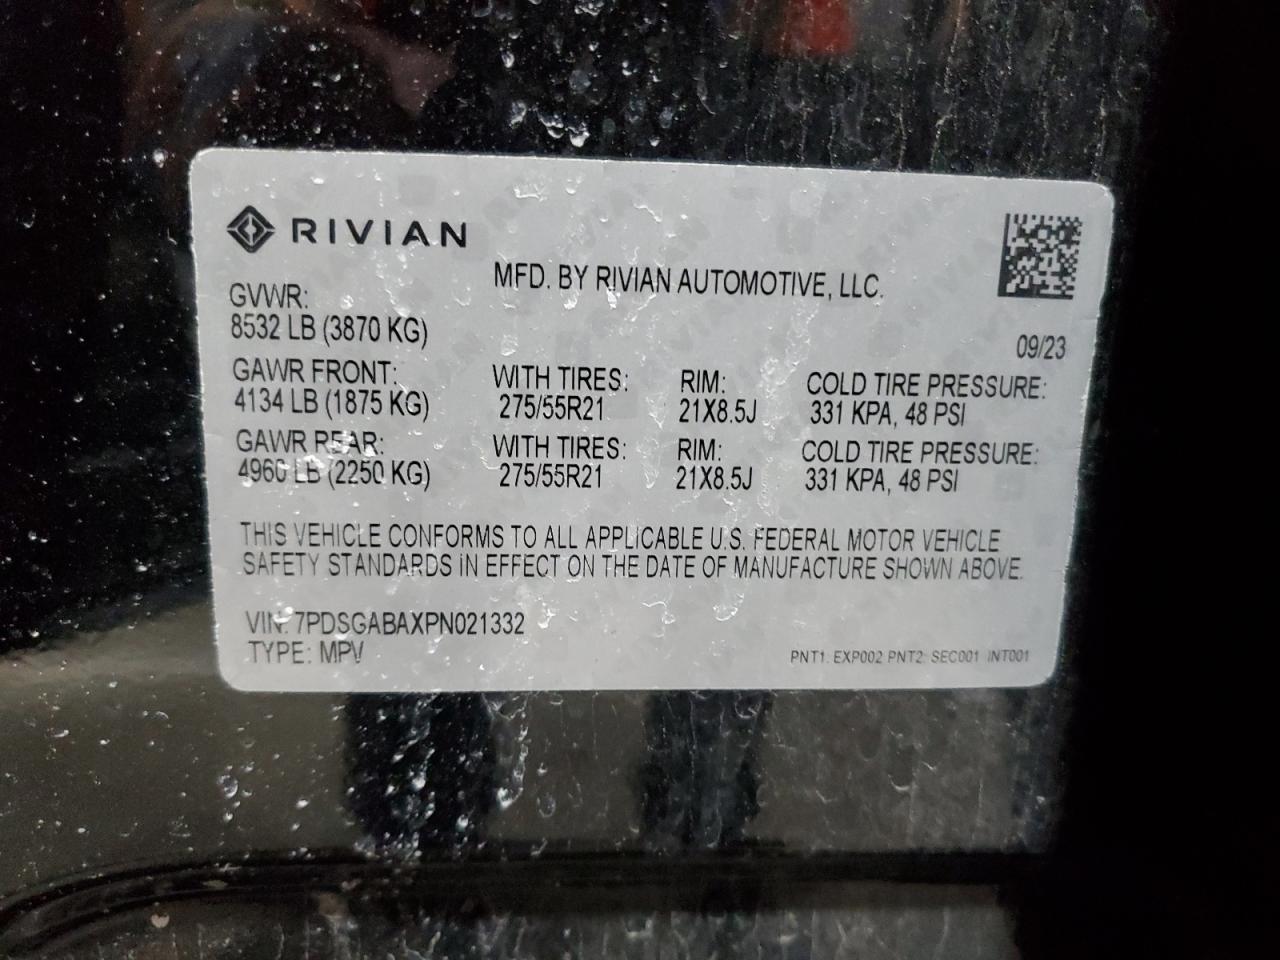 RIVIAN
MFD. BY RIVIAN AUTOMOTIVE, LLC.
GVWR:
8532 LB (3870 KG)
09/23
GAWR FRONT: WITH TIRES: RIM: COLD TIRE PRESSURE:
4134 LB (1875 KG) 275/55R21 21X8.5J 331 KPA, 48 PSI
GAWR REAR: WITH TIRES: RIM: COLD TIRE PRESSURE:
4960 LB (2250 KG) 275/55R21 21X8.5J 331 KPA, 48 PSI
THIS VEHICLE CONFORMS TO ALL APPLICABLE U.S. FEDERAL MOTOR VEHICLE
SAFETY STANDARDS IN EFFECT ON THE DATE OF MANUFACTURE SHOWN ABOVE.
VIN: 7PDSGABAXPN021332
TYPE: MPV
PNT1: EXP002 PNT2: SEC001 INT001